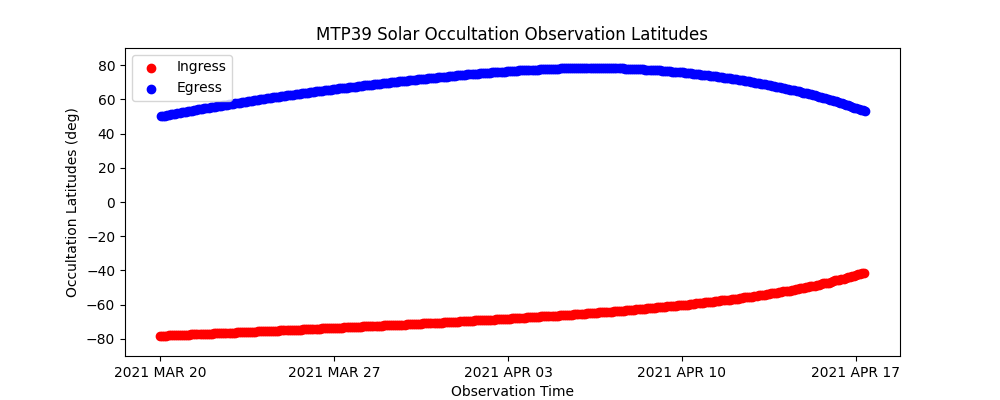 MTP39 Solar Occultation Observation Latitudes
Ingress
Egress
Occultation Latitudes (deg)
80
60
40
20
0
−20
−40
−60
−80
2021 MAR 20
2021 MAR 27
2021 APR 03
2021 APR 10
2021 APR 17
Observation Time